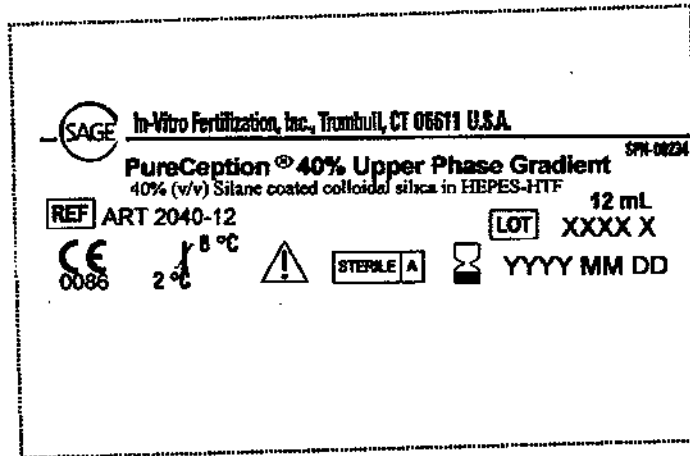 SAGE In-Vitro Fertilization, Inc., Trumbull, CT 06611 U.S.A.
SPN-00234
PureCeption ® 40% Upper Phase Gradient
40% (v/v) Silane coated colloidal silica in HEPES-HTF
12 mL
REF ART 2040-12
LOT XXXX X
CE 0086
8 °C
2 °C
STERILE A
YYYY MM DD